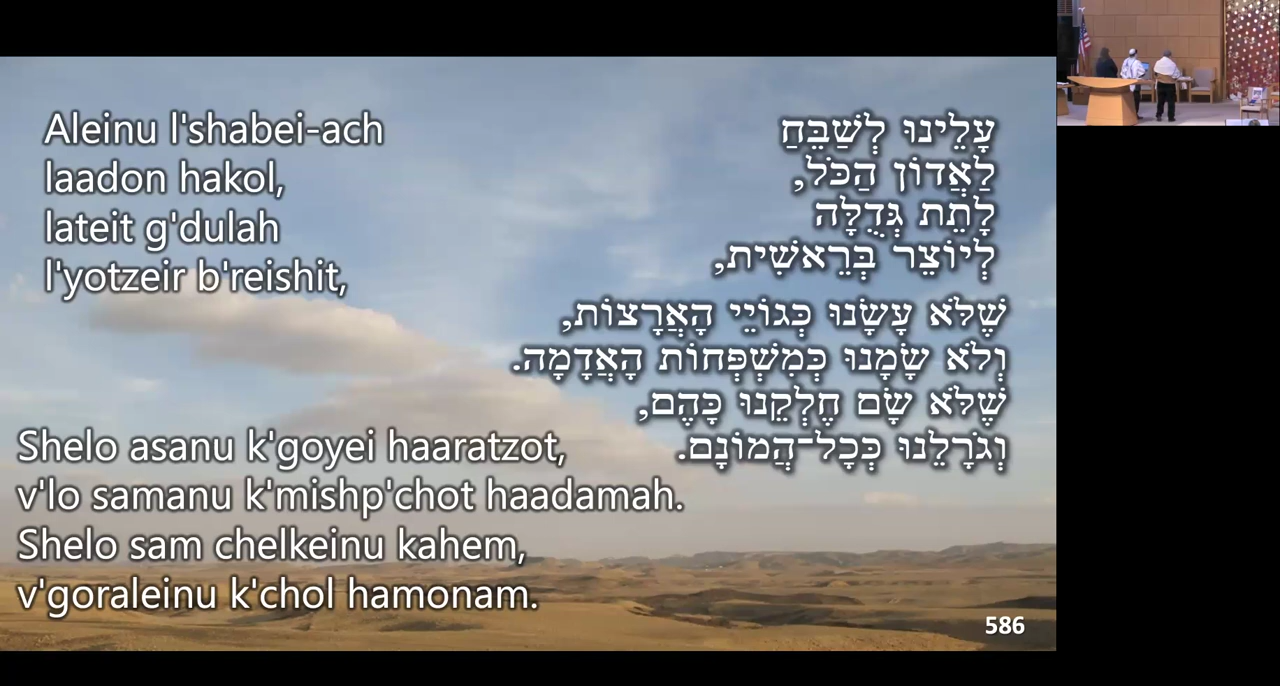 Aleinu l'shabei-ach
laadon hakol,
lateit g'dulah
l'yotzeir b'reishit,
Shelo asanu k'goyei haaratzot,
v'lo samanu k'mishp'chot haadamah.
Shelo sam chelkeinu kahem,
v'goraleinu k'chol hamonam.
עָלֵינוּ לְשַׁבֵּחַ
לַאֲדוֹן הַכֹּל,
לָתֵת גְּדֻלָּה
לְיוֹצֵר בְּרֵאשִׁית,
שֶׁלֹּא עָשָׂנוּ כְּגוֹיֵי הָאֲרָצוֹת,
וְלֹא שָׂמָנוּ כְּמִשְׁפְּחוֹת הָאֲדָמָה.
שֶׁלֹּא שָׂם חֶלְקֵנוּ כָּהֶם,
וְגֹרָלֵנוּ כְּכָל־הֲמוֹנָם.
586